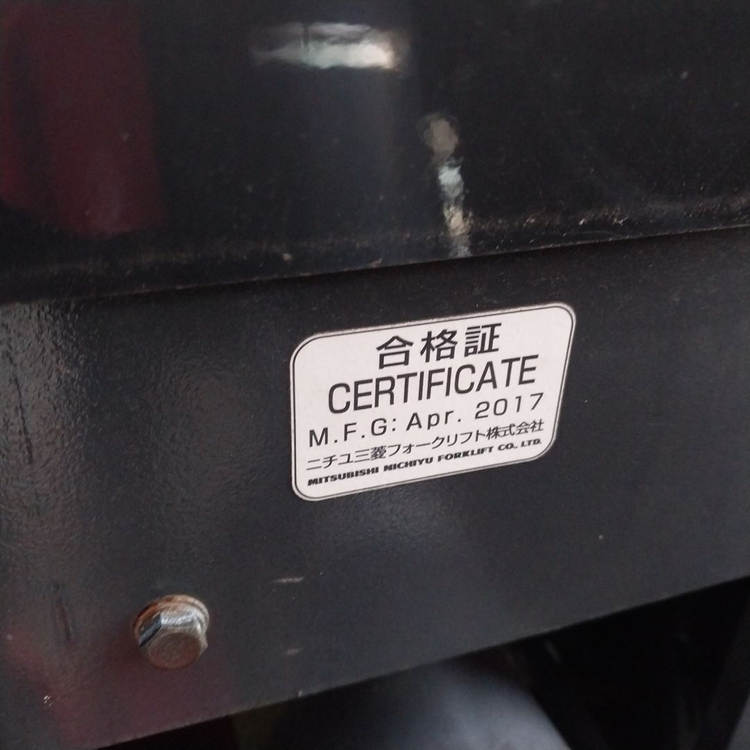 合格証
CERTIFICATE
M.F.G: Apr. 2017
ニチユ三菱フォークリフト株式会社
MITSUBISHI NICHIYU FORKLIFT CO., LTD.